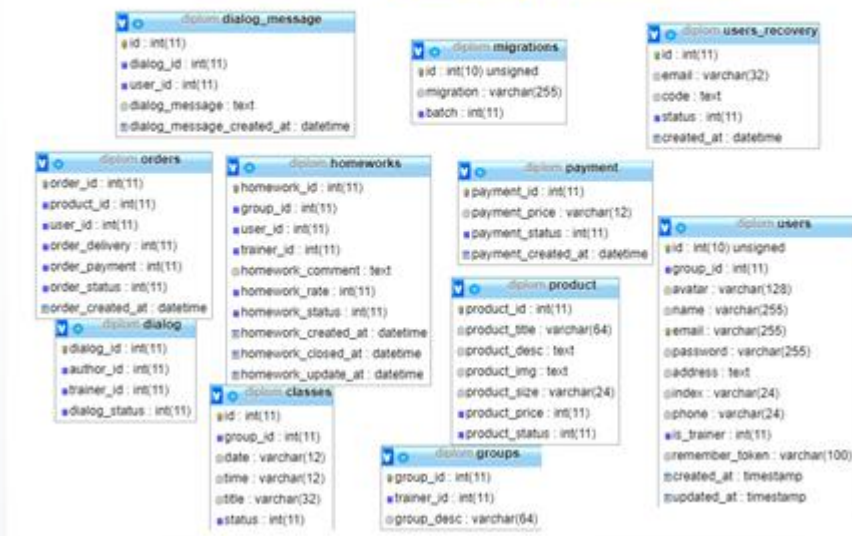 diplom dialog_message
id : int(11)
dialog_id : int(11)
user_id : int(11)
dialog_message : text
dialog_message_created_at : datetime
diplom migrations
id : int(10) unsigned
migration : varchar(255)
batch : int(11)
diplom users_recovery
id : int(11)
email : varchar(32)
code : text
status : int(11)
created_at : datetime
diplom orders
order_id : int(11)
product_id : int(11)
user_id : int(11)
order_delivery : int(11)
order_payment : int(11)
order_status : int(11)
order_created_at : datetime
diplom homeworks
homework_id : int(11)
group_id : int(11)
user_id : int(11)
trainer_id : int(11)
homework_comment : text
homework_rate : int(11)
homework_status : int(11)
homework_created_at : datetime
homework_closed_at : datetime
homework_update_at : datetime
diplom payment
payment_id : int(11)
payment_price : varchar(12)
payment_status : int(11)
payment_created_at : datetime
diplom users
id : int(10) unsigned
group_id : int(11)
avatar : varchar(128)
name : varchar(255)
email : varchar(255)
password : varchar(255)
address : text
index : varchar(24)
phone : varchar(24)
is_trainer : int(11)
remember_token : varchar(100)
created_at : timestamp
updated_at : timestamp
diplom product
product_id : int(11)
product_title : varchar(64)
product_desc : text
product_img : text
product_size : varchar(24)
product_price : int(11)
product_status : int(11)
diplom dialog
dialog_id : int(11)
author_id : int(11)
trainer_id : int(11)
dialog_status : int(11)
diplom classes
id : int(11)
group_id : int(11)
date : varchar(12)
time : varchar(12)
title : varchar(32)
status : int(11)
diplom groups
group_id : int(11)
trainer_id : int(11)
group_desc : varchar(64)